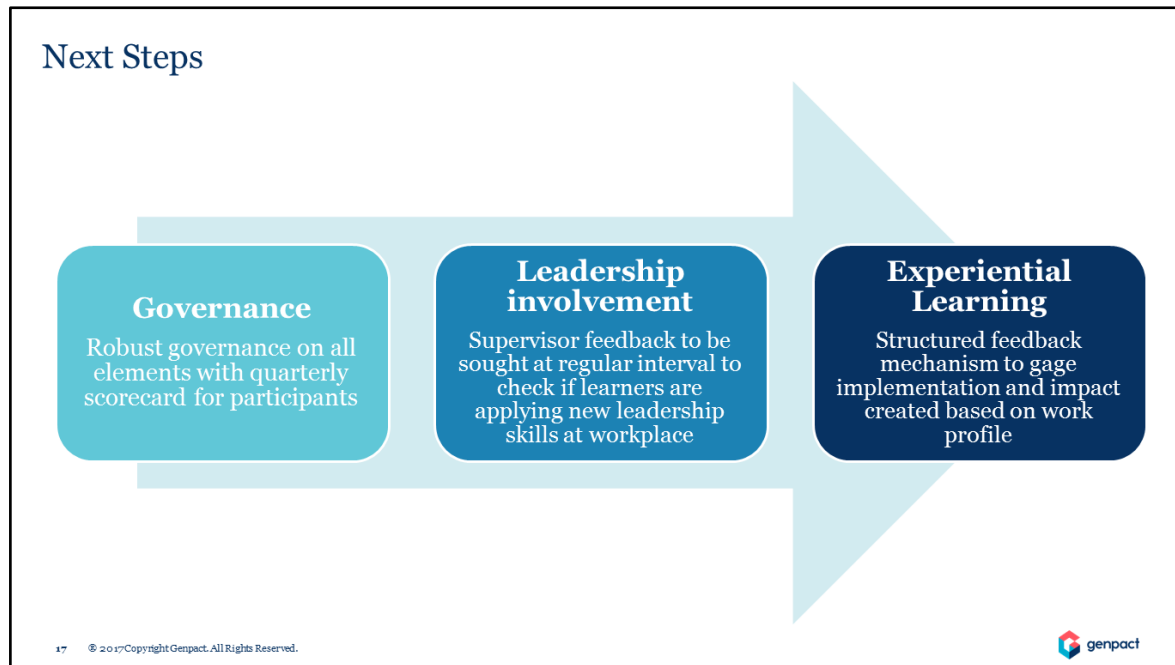 Next Steps
Governance
Robust governance on all
elements with quarterly
scorecard for participants
Leadership
involvement
Supervisor feedback to be
sought at regular interval to
check if learners are
applying new leadership
skills at workplace
Experiential
Learning
Structured feedback
mechanism to gage
implementation and impact
created based on work
profile
17 © 2017Copyright Genpact. All Rights Reserved.
genpact